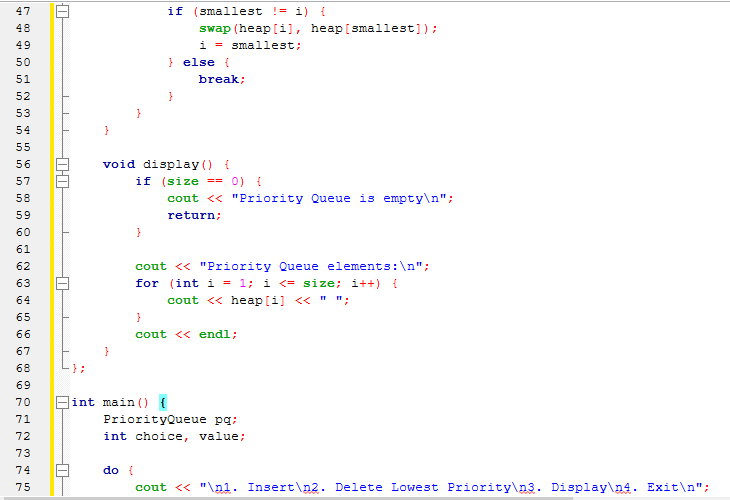 47 if (smallest != i) {
48 swap(heap[i], heap[smallest]);
49 i = smallest;
50 } else {
51 break;
52 }
53 }
54 }
55
56 void display() {
57 if (size == 0) {
58 cout << "Priority Queue is empty\n";
59 return;
60 }
61
62 cout << "Priority Queue elements:\n";
63 for (int i = 1; i <= size; i++) {
64 cout << heap[i] << " ";
65 }
66 cout << endl;
67 }
68 };
69
70 int main() {
71 PriorityQueue pq;
72 int choice, value;
73
74 do {
75 cout << "\n1. Insert\n2. Delete Lowest Priority\n3. Display\n4. Exit\n";